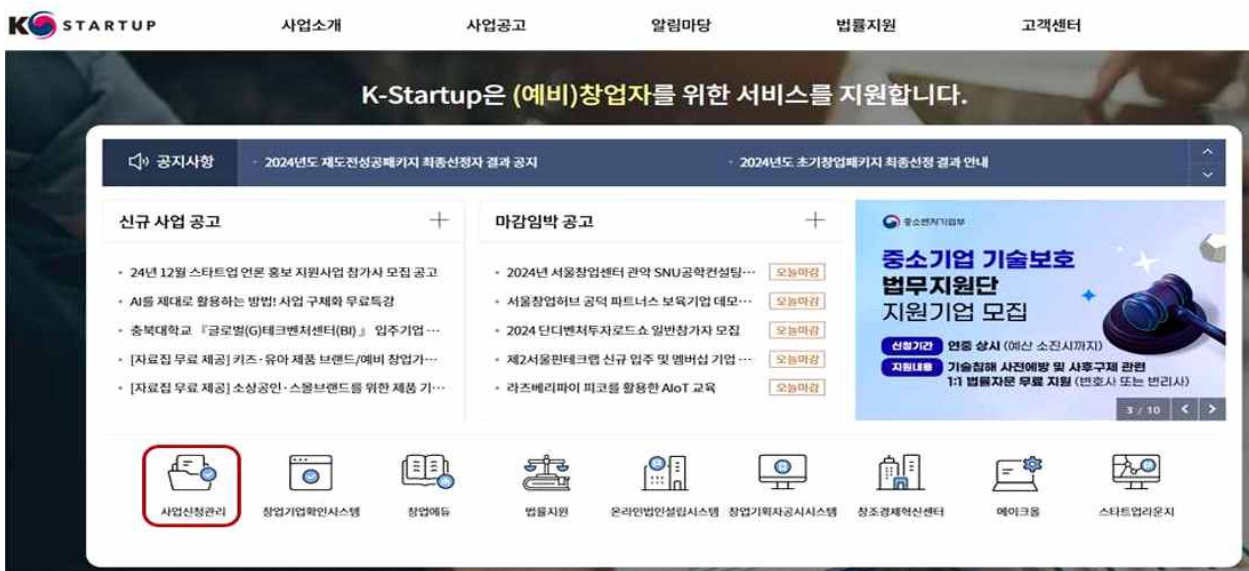 K STARTUP
사업소개
사업공고
알림마당
법률지원
고객센터
K-Startup은 (예비)창업자를 위한 서비스를 지원합니다.
공지사항
· 2024년도 재도전성공패키지 최종선정자 결과 공지
· 2024년도 초기창업패키지 최종선정 결과 안내
신규 사업 공고
• 24년 12월 스타트업 언론 홍보 지원사업 참가사 모집 공고
• AI를 제대로 활용하는 방법! 사업 구체화 무료특강
• 충북대학교 『글로벌(G)테크벤처센터(BI)』 입주기업 …
• [자료집 무료 제공] 키즈·유아 제품 브랜드/예비 창업가…
• [자료집 무료 제공] 소상공인·스몰브랜드를 위한 제품 기…
마감임박 공고
• 2024년 서울창업센터 관악 SNU공학컨설팅… 오늘마감
• 서울창업허브 공덕 파트너스 보육기업 데모… 오늘마감
• 2024 단디벤처투자로드쇼 일반참가자 모집 오늘마감
• 제2서울핀테크랩 신규 입주 및 멤버십 기업 … 오늘마감
• 라즈베리파이 피코를 활용한 AIoT 교육 오늘마감
중소벤처기업부
중소기업 기술보호
법무지원단
지원기업 모집
신청기간 연중 상시 (예산 소진시까지)
지원내용 기술침해 사전예방 및 사후구제 관련
1:1 법률자문 무료 지원 (변호사 또는 변리사)
3 / 10 < >
사업신청관리
창업기업확인시스템
창업에듀
법률지원
온라인법인설립시스템
창업기획자공시시스템
창조경제혁신센터
메이크올
스타트업라운지